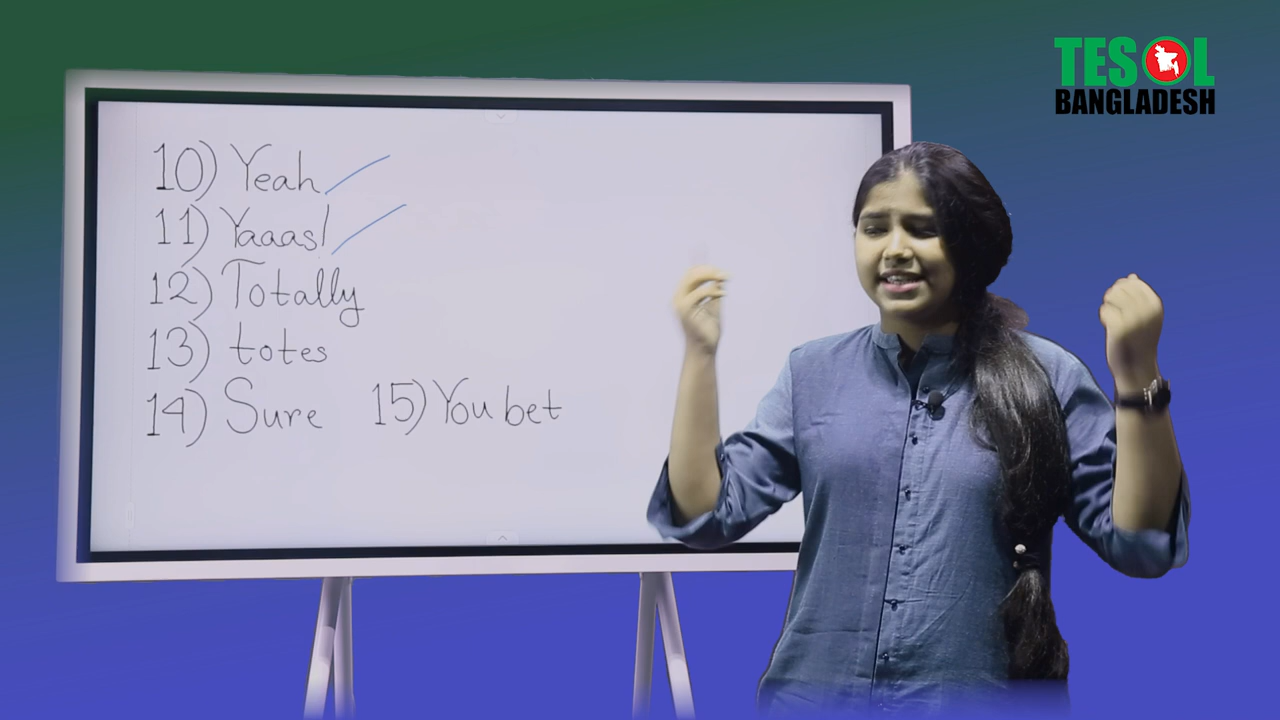 10) Yeah
11) Yaaas!
12) Totally
13) totes
14) Sure 15) You bet
TESOL
BANGLADESH